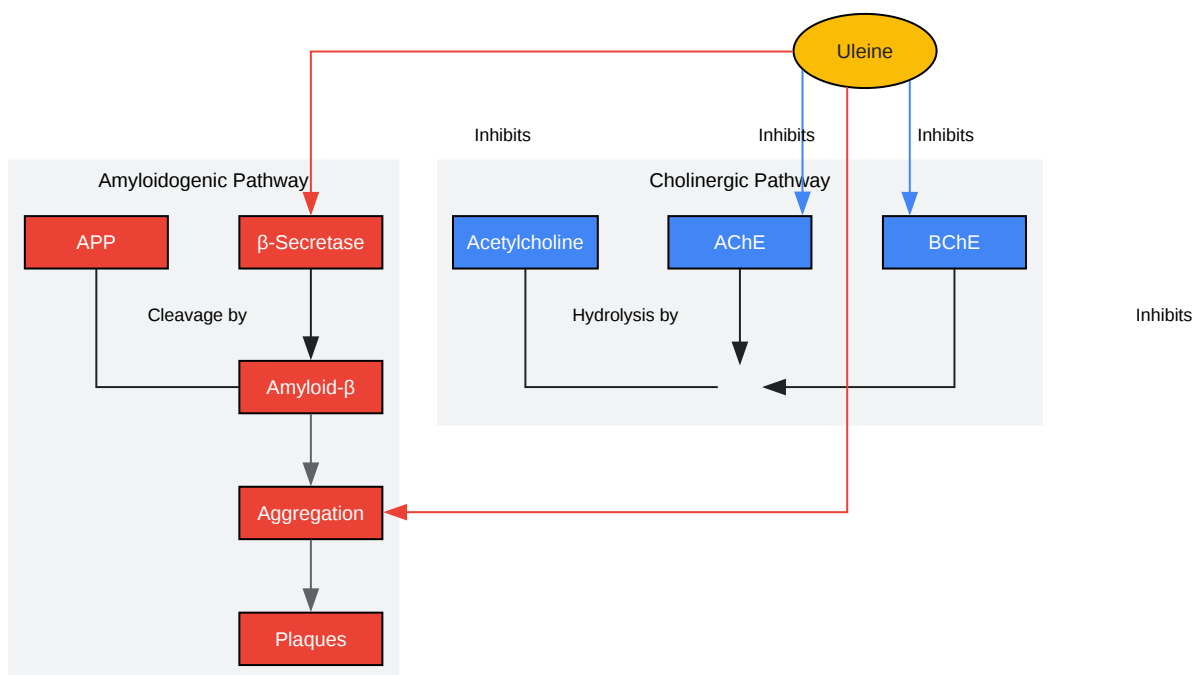 Uleine
Inhibits
Inhibits
Inhibits
Amyloidogenic Pathway
Cholinergic Pathway
APP
β-Secretase
Acetylcholine
AChE
BChE
Cleavage by
Hydrolysis by
Inhibits
Amyloid-β
Aggregation
Plaques